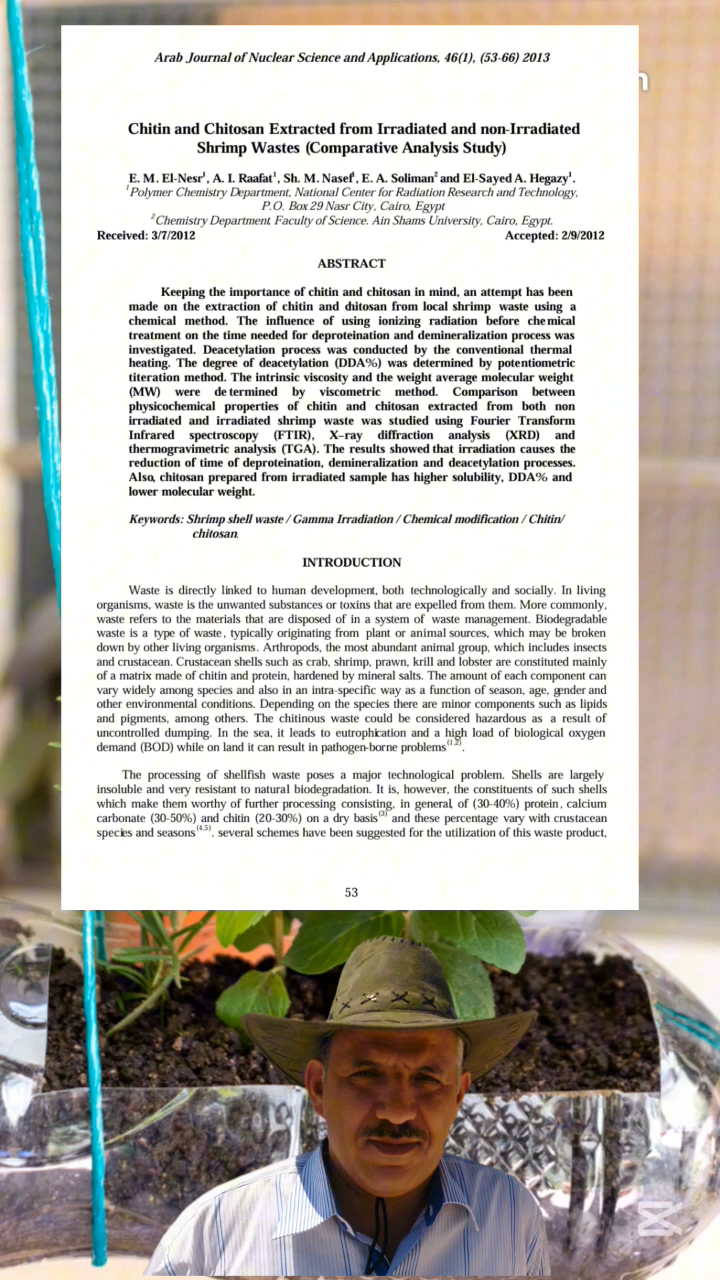 Arab Journal of Nuclear Science and Applications, 46(1), (53-66) 2013
n
Chitin and Chitosan Extracted from Irradiated and non-Irradiated
Shrimp Wastes (Comparative Analysis Study)
E. M. El-Nesr¹, A. I. Raafat¹, Sh. M. Nasef¹, E. A. Soliman² and El-Sayed A. Hegazy¹.
¹Polymer Chemistry Department, National Center for Radiation Research and Technology,
P.O. Box 29 Nasr City, Cairo, Egypt
²Chemistry Department Faculty of Science. Ain Shams University, Cairo, Egypt.
Received: 3/7/2012 Accepted: 2/9/2012
ABSTRACT
Keeping the importance of chitin and chitosan in mind, an attempt has been
made on the extraction of chitin and chitosan from local shrimp waste using a
chemical method. The influence of using ionizing radiation before chemical
treatment on the time needed for deproteination and demineralization process was
investigated. Deacetylation process was conducted by the conventional thermal
heating. The degree of deacetylation (DDA%) was determined by potentiometric
titeration method. The intrinsic viscosity and the weight average molecular weight
(MW) were determined by viscometric method. Comparison between
physicochemical properties of chitin and chitosan extracted from both non
irradiated and irradiated shrimp waste was studied using Fourier Transform
Infrared spectroscopy (FTIR), X–ray diffraction analysis (XRD) and
thermogravimetric analysis (TGA). The results showed that irradiation causes the
reduction of time of deproteination, demineralization and deacetylation processes.
Also, chitosan prepared from irradiated sample has higher solubility, DDA% and
lower molecular weight.
Keywords: Shrimp shell waste / Gamma Irradiation / Chemical modification / Chitin/
chitosan.
INTRODUCTION
Waste is directly linked to human development, both technologically and socially. In living
organisms, waste is the unwanted substances or toxins that are expelled from them. More commonly,
waste refers to the materials that are disposed of in a system of waste management. Biodegradable
waste is a type of waste, typically originating from plant or animal sources, which may be broken
down by other living organisms. Arthropods, the most abundant animal group, which includes insects
and crustacean. Crustacean shells such as crab, shrimp, prawn, krill and lobster are constituted mainly
of a matrix made of chitin and protein, hardened by mineral salts. The amount of each component can
vary widely among species and also in an intra-specific way as a function of season, age, gender and
other environmental conditions. Depending on the species there are minor components such as lipids
and pigments, among others. The chitinous waste could be considered hazardous as a result of
uncontrolled dumping. In the sea, it leads to eutrophication and a high load of biological oxygen
demand (BOD) while on land it can result in pathogen-borne problems⁽¹,²⁾.
The processing of shellfish waste poses a major technological problem. Shells are largely
insoluble and very resistant to natural biodegradation. It is, however, the constituents of such shells
which make them worthy of further processing consisting, in general, of (30-40%) protein, calcium
carbonate (30-50%) and chitin (20-30%) on a dry basis⁽³⁾ and these percentage vary with crustacean
species and seasons⁽⁴,⁵⁾. several schemes have been suggested for the utilization of this waste product,
53